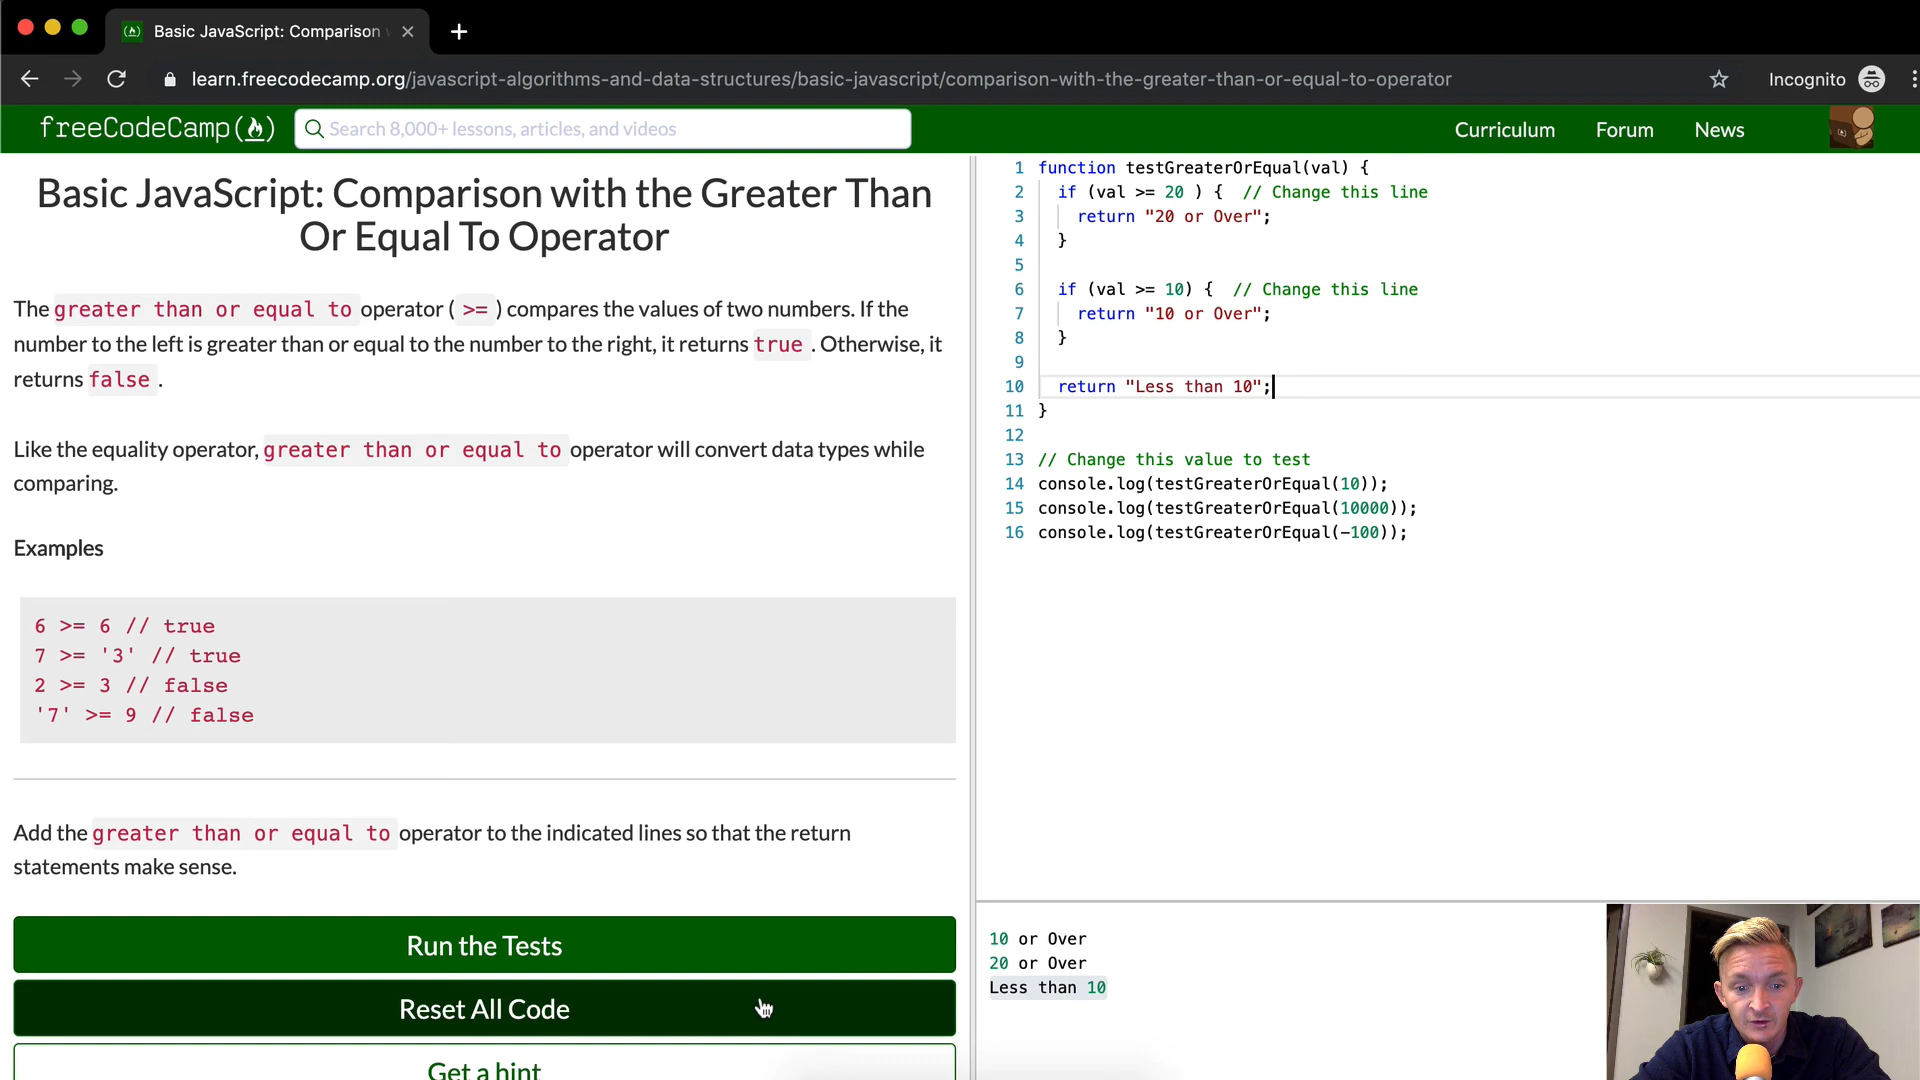 Basic JavaScript: Comparison
learn.freecodecamp.org/javascript-algorithms-and-data-structures/basic-javascript/comparison-with-the-greater-than-or-equal-to-operator
Incognito
freeCodeCamp
Search 8,000+ lessons, articles, and videos
Curriculum
Forum
News
Basic JavaScript: Comparison with the Greater Than
Or Equal To Operator
The greater than or equal to operator ( >= ) compares the values of two numbers. If the
number to the left is greater than or equal to the number to the right, it returns true . Otherwise, it
returns false .
Like the equality operator, greater than or equal to operator will convert data types while
comparing.
Examples
6 >= 6 // true
7 >= '3' // true
2 >= 3 // false
'7' >= 9 // false
Add the greater than or equal to operator to the indicated lines so that the return
statements make sense.
Run the Tests
Reset All Code
Get a hint
1 function testGreaterOrEqual(val) {
2 if (val >= 20 ) { // Change this line
3 return "20 or Over";
4 }
5
6 if (val >= 10) { // Change this line
7 return "10 or Over";
8 }
9
10 return "Less than 10";
11 }
12
13 // Change this value to test
14 console.log(testGreaterOrEqual(10));
15 console.log(testGreaterOrEqual(10000));
16 console.log(testGreaterOrEqual(-100));
10 or Over
20 or Over
Less than 10